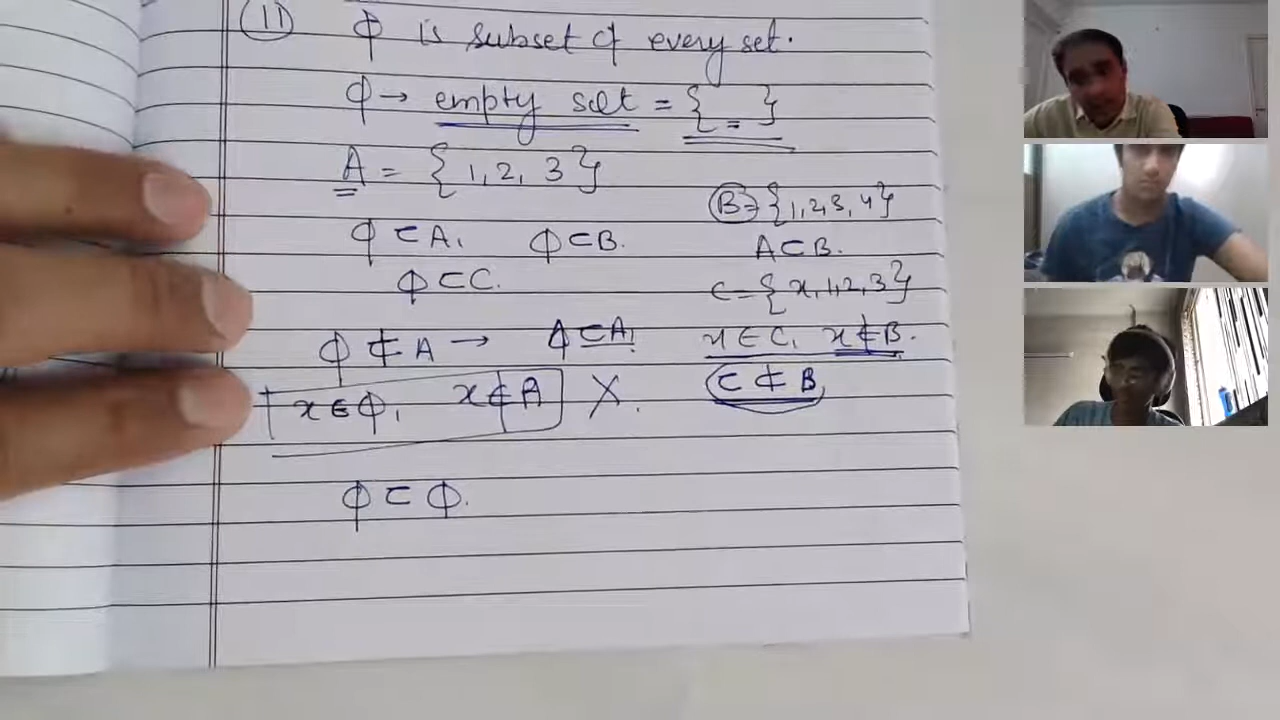 (11) ϕ is subset of every set.
ϕ → empty set = { }
A = {1, 2, 3}
B = {1, 2, 3, 4}
ϕ ⊂ A, ϕ ⊂ B.
A ⊂ B.
ϕ ⊂ C.
C = {x, 1, 2, 3}
ϕ ⊄ A → ϕ ⊂ A,
x ∈ C, x ∉ B.
x ∈ ϕ, x ∉ A X.
C ⊄ B,
ϕ ⊂ ϕ.